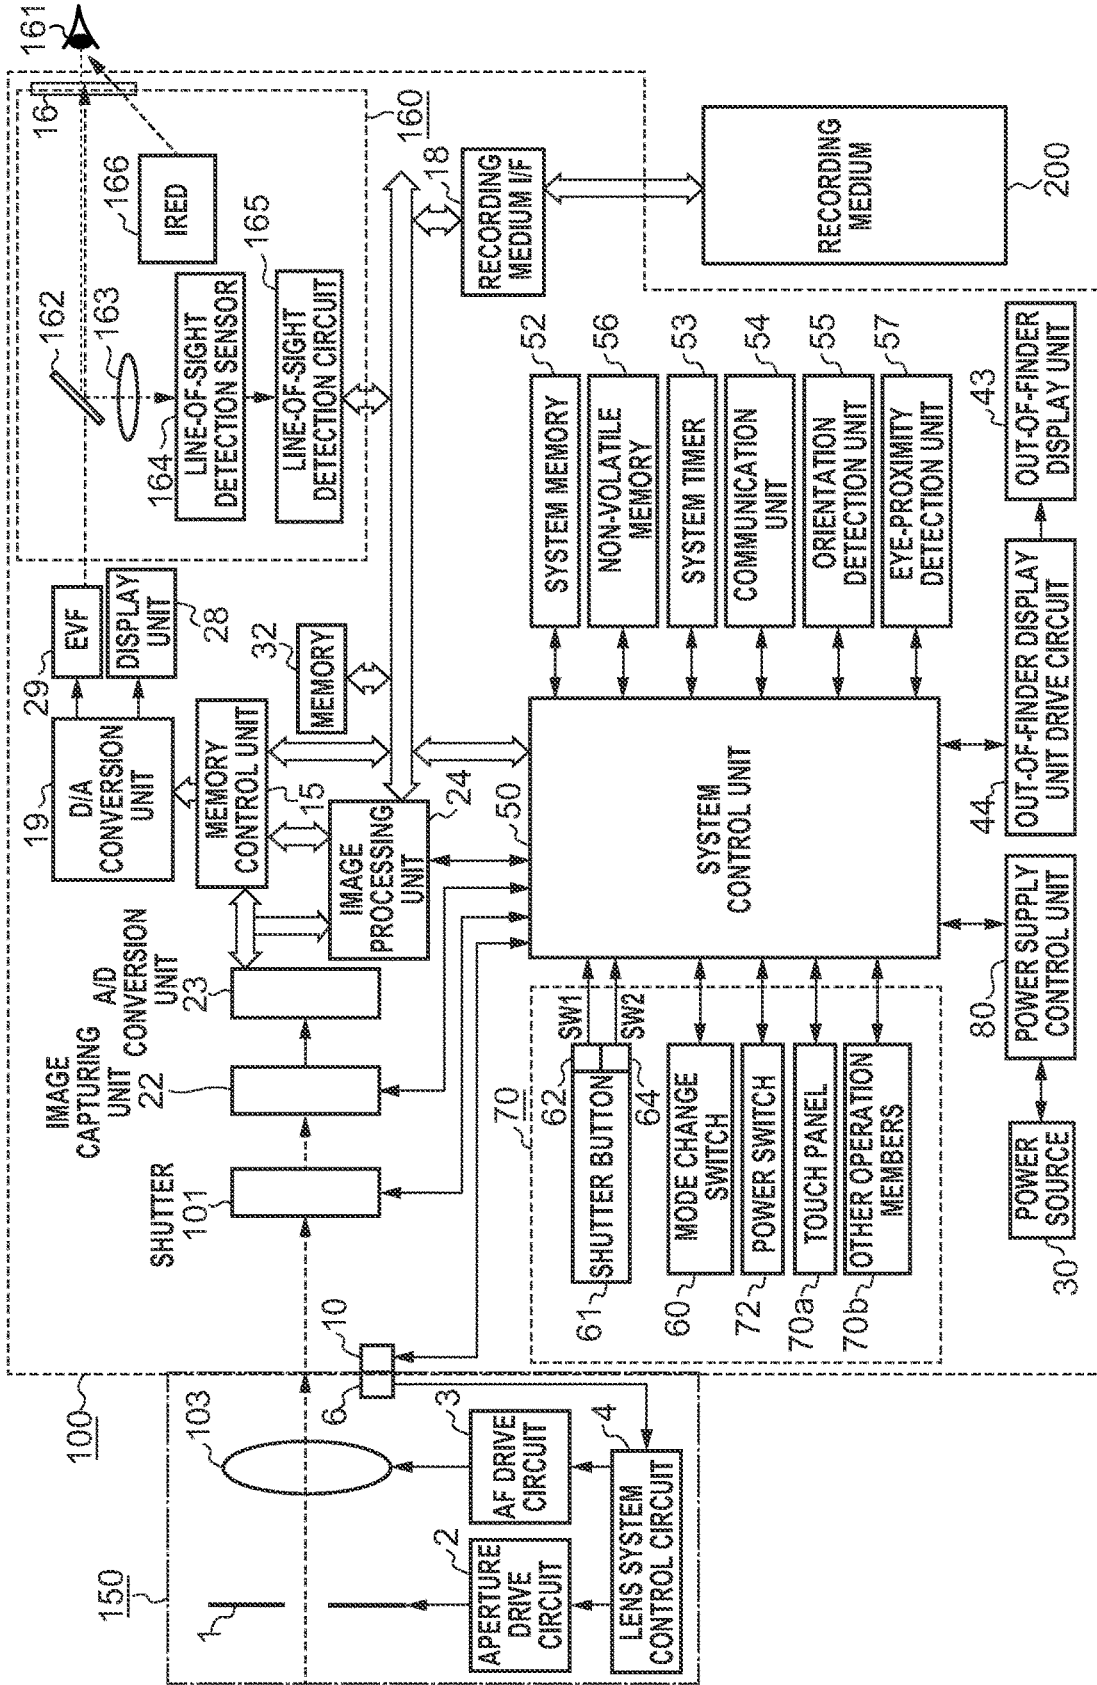 100
150
160
161
16
166
IRED
162
163
164
LINE-OF-SIGHT
DETECTION SENSOR
165
LINE-OF-SIGHT
DETECTION CIRCUIT
29
EVF
DISPLAY
UNIT
28
19
D/A
CONVERSION
UNIT
MEMORY
CONTROL UNIT
15
32
MEMORY
IMAGE
PROCESSING
UNIT
24
A/D
CONVERSION
UNIT
23
IMAGE
CAPTURING
UNIT
22
SHUTTER
101
103
1
10
6
3
AF DRIVE
CIRCUIT
2
APERTURE
DRIVE
CIRCUIT
4
LENS SYSTEM
CONTROL CIRCUIT
18
RECORDING
MEDIUM I/F
RECORDING
MEDIUM
200
50
SYSTEM
CONTROL UNIT
52
SYSTEM MEMORY
56
NON-VOLATILE
MEMORY
53
SYSTEM TIMER
54
COMMUNICATION
UNIT
55
ORIENTATION
DETECTION UNIT
57
EYE-PROXIMITY
DETECTION UNIT
70
62
SW1
SW2
64
SHUTTER BUTTON
61
MODE CHANGE
SWITCH
60
POWER SWITCH
72
TOUCH PANEL
70a
OTHER OPERATION
MEMBERS
70b
43
OUT-OF-FINDER
DISPLAY UNIT
44
OUT-OF-FINDER DISPLAY
UNIT DRIVE CIRCUIT
80
POWER SUPPLY
CONTROL UNIT
POWER
SOURCE
30